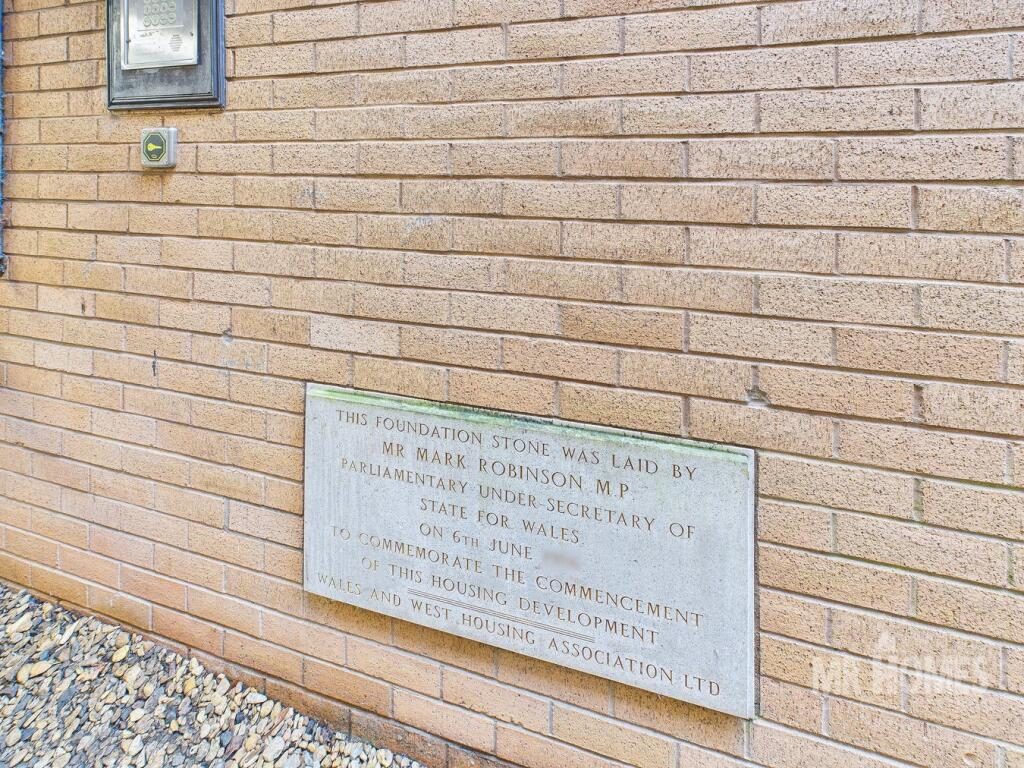 THIS FOUNDATION STONE WAS LAID BY
MR MARK ROBINSON M.P.
PARLIAMENTARY UNDER-SECRETARY OF
STATE FOR WALES
ON 6TH JUNE
TO COMMEMORATE THE COMMENCEMENT
OF THIS HOUSING DEVELOPMENT
WALES AND WEST HOUSING ASSOCIATION LTD
MR HOMES